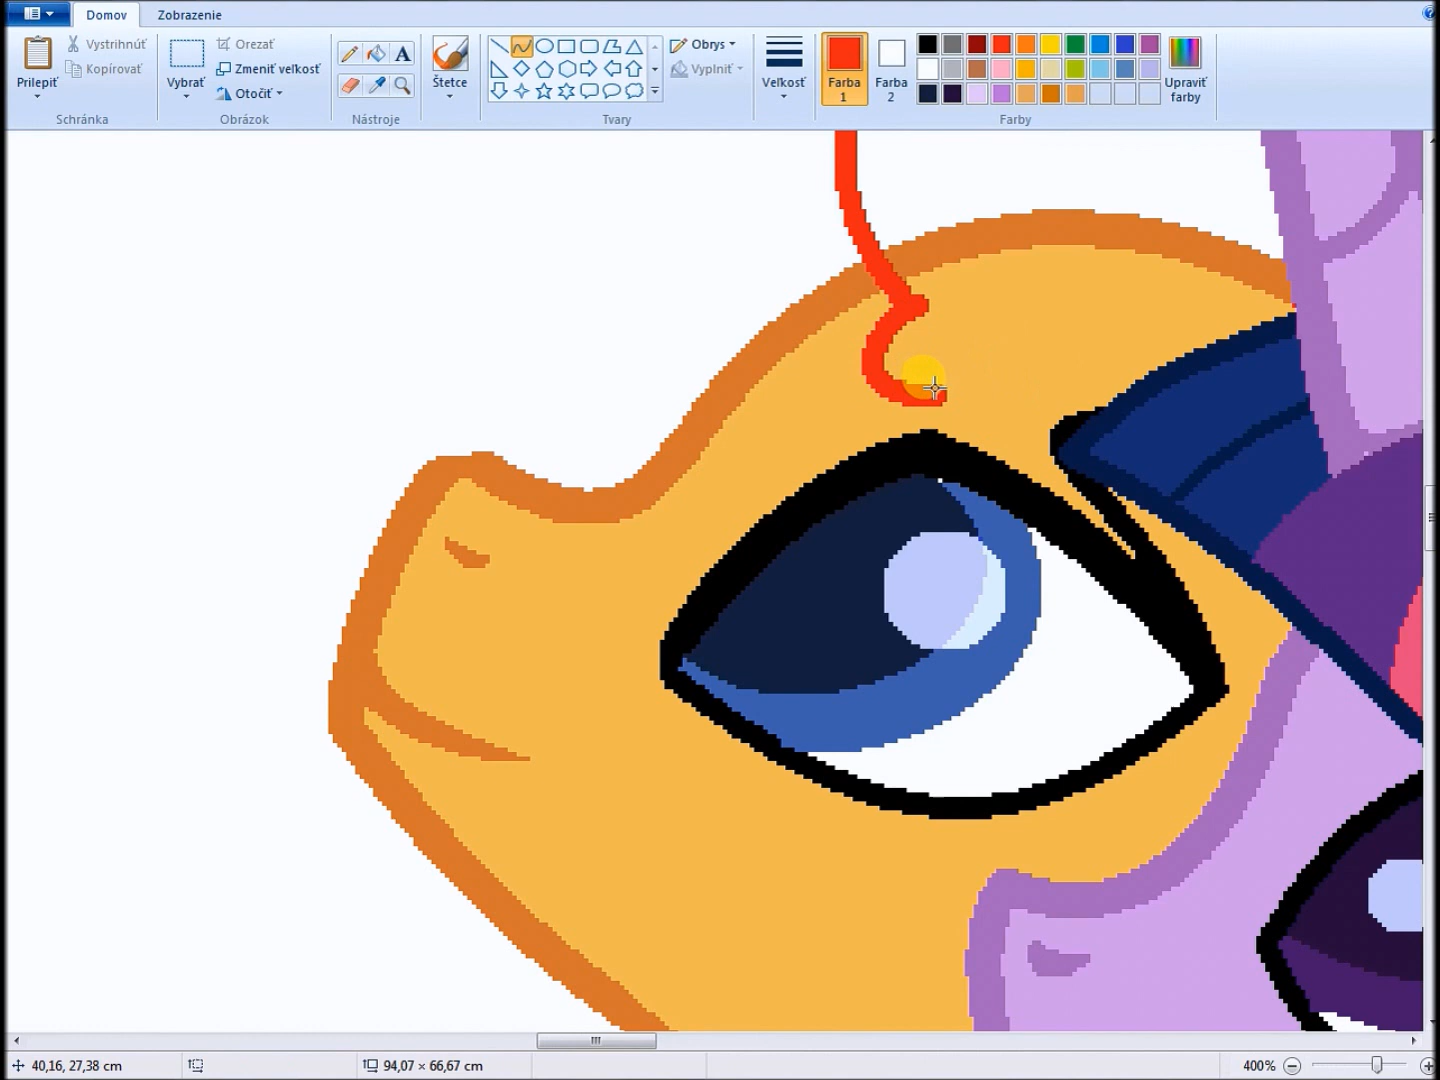 Domov
Zobrazenie
Prilepiť
Vystrihnúť
Kopírovať
Schránka
Vybrať
Orezať
Zmeniť veľkosť
Otočiť
Obrázok
A
Nástroje
Štetce
Tvary
Obrys
Vyplniť
Veľkosť
Farba 1
Farba 2
Upraviť farby
Farby
40,16, 27,38 cm
94,07 × 66,67 cm
400%